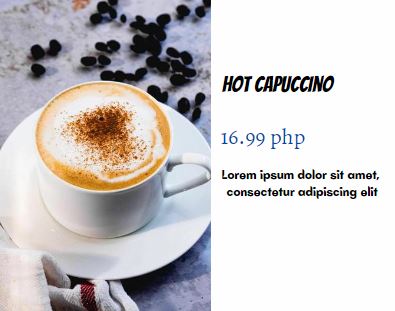 HOT CAPUCCINO
16.99 php
Lorem ipsum dolor sit amet,
consectetur adipiscing elit